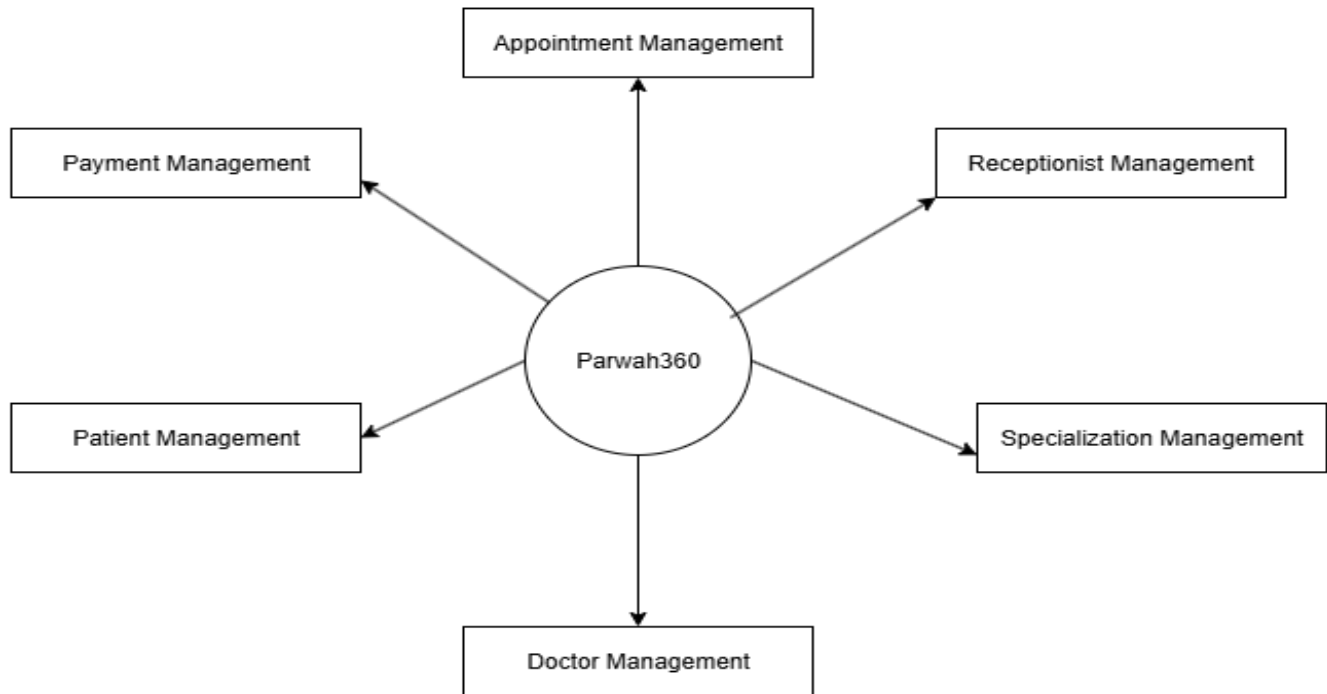 Appointment Management
Payment Management
Receptionist Management
Parwah360
Patient Management
Specialization Management
Doctor Management